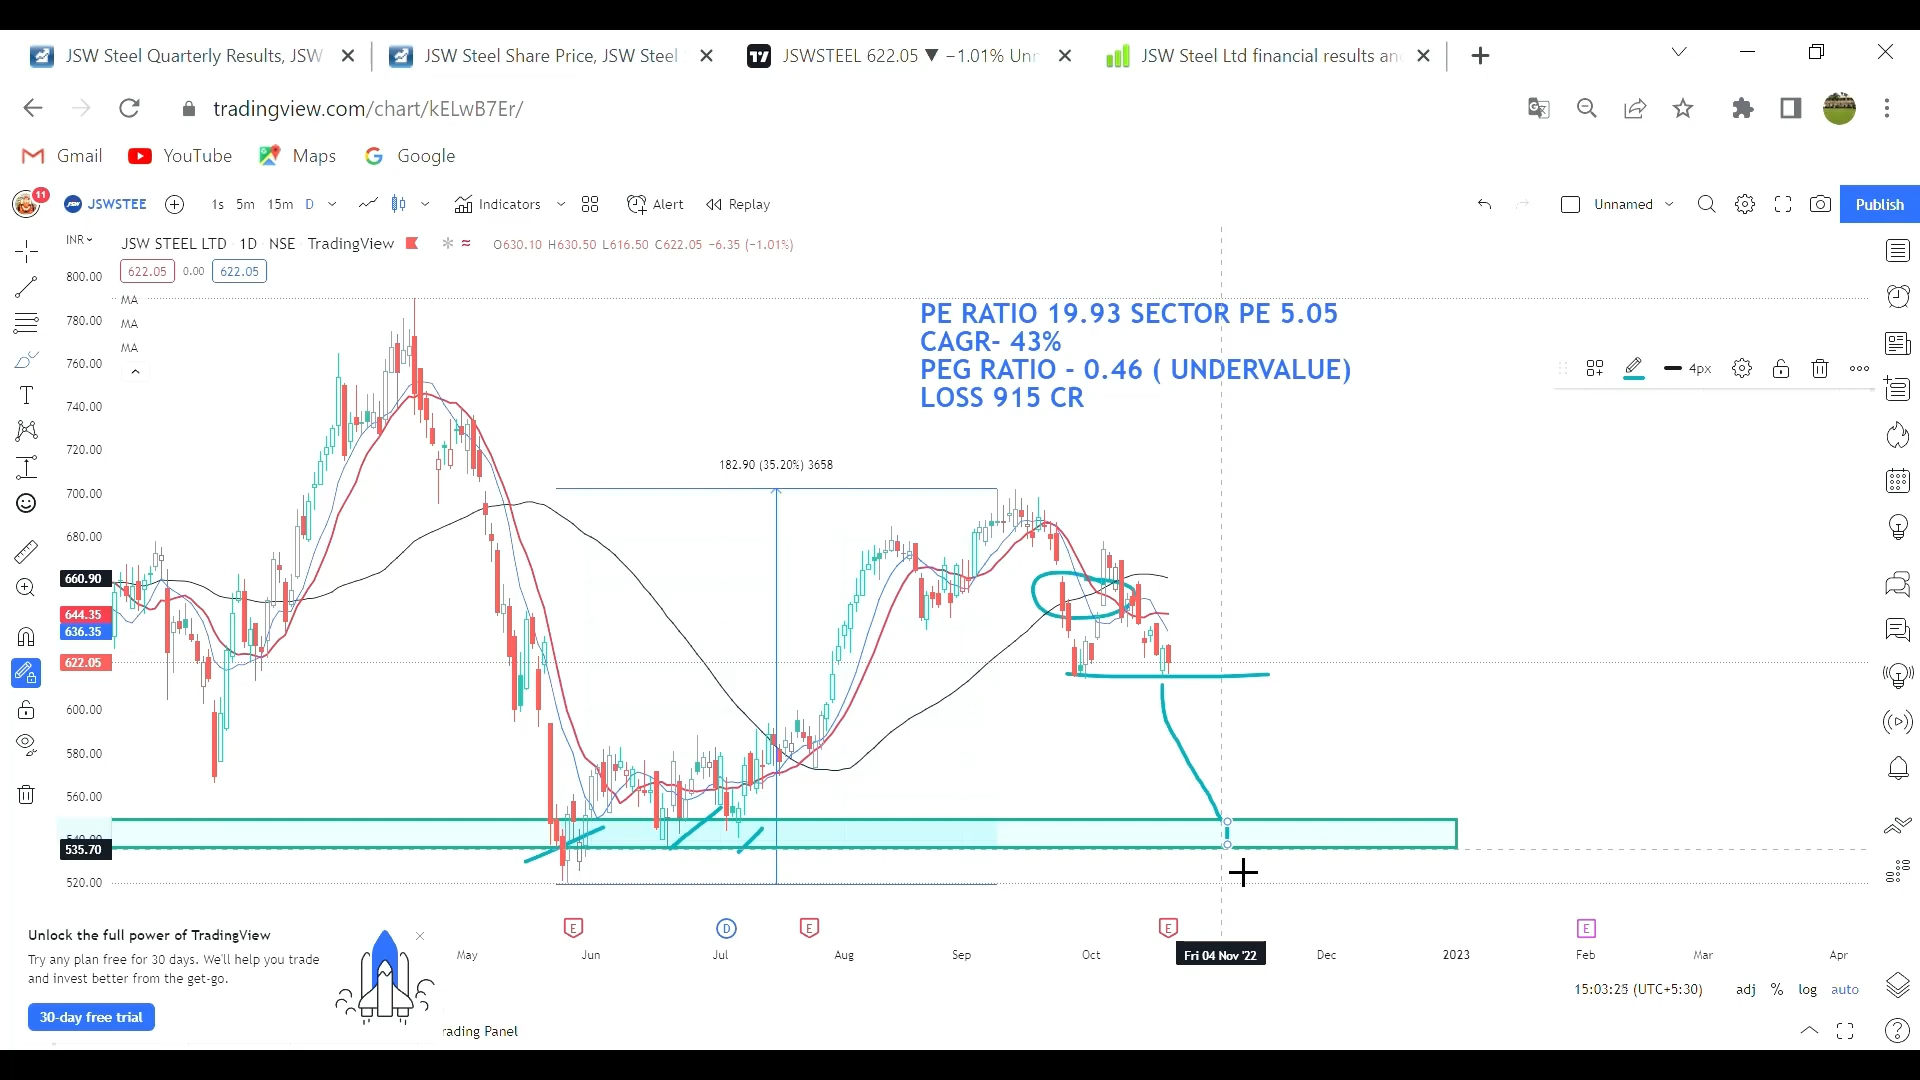 JSW Steel Quarterly Results, JSW
JSW Steel Share Price, JSW Steel
JSWSTEEL 622.05 ▼ −1.01% Unn
JSW Steel Ltd financial results an
tradingview.com/chart/kELwB7Er/
Gmail
YouTube
Maps
Google
11
JSWSTEE
1s 5m 15m D
Indicators
Alert
Replay
Unnamed
Publish
INR
JSW STEEL LTD 1D NSE TradingView
O630.10 H630.50 L616.50 C622.05 −6.35 (−1.01%)
622.05 0.00 622.05
MA
MA
MA
800.00
780.00
760.00
740.00
720.00
700.00
680.00
660.90
644.35
636.35
622.05
600.00
580.00
560.00
540.00
535.70
520.00
PE RATIO 19.93 SECTOR PE 5.05
CAGR- 43%
PEG RATIO - 0.46 ( UNDERVALUE)
LOSS 915 CR
4px
182.90 (35.20%) 3658
E
D
E
E
E
May
Jun
Jul
Aug
Sep
Oct
Fri 04 Nov '22
Dec
2023
Feb
Mar
Apr
Unlock the full power of TradingView
Try any plan free for 30 days. We'll help you trade
and invest better from the get-go.
30-day free trial
rading Panel
15:03:25 (UTC+5:30)
adj % log auto